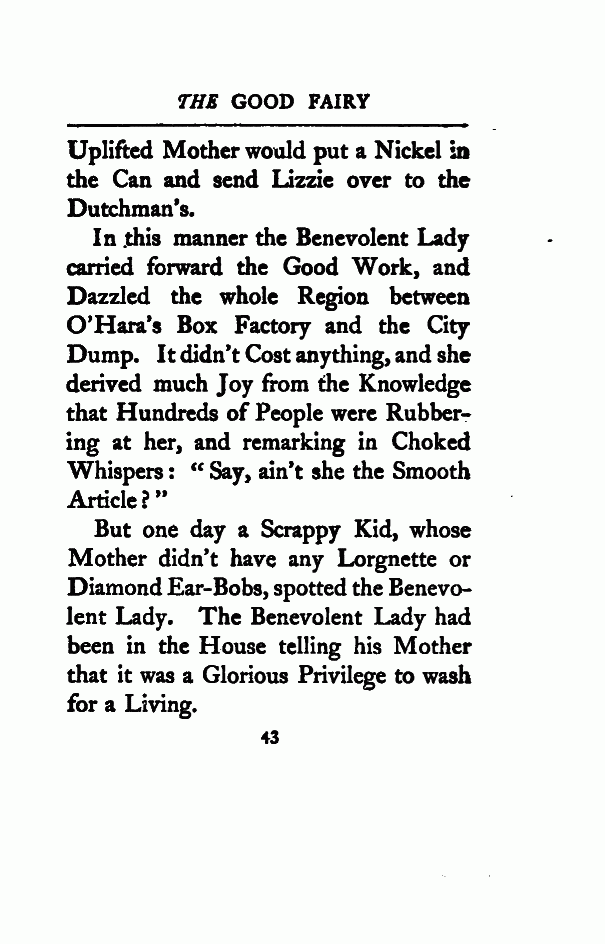 THE GOOD FAIRY
Uplifted Mother would put a Nickel in
the Can and send Lizzie over to the
Dutchman's.
In this manner the Benevolent Lady
carried forward the Good Work, and
Dazzled the whole Region between
O'Hara's Box Factory and the City
Dump. It didn't Cost anything, and she
derived much Joy from the Knowledge
that Hundreds of People were Rubber-
ing at her, and remarking in Choked
Whispers: “Say, ain't she the Smooth
Article?”
But one day a Scrappy Kid, whose
Mother didn't have any Lorgnette or
Diamond Ear-Bobs, spotted the Benevo-
lent Lady. The Benevolent Lady had
been in the House telling his Mother
that it was a Glorious Privilege to wash
for a Living.
43